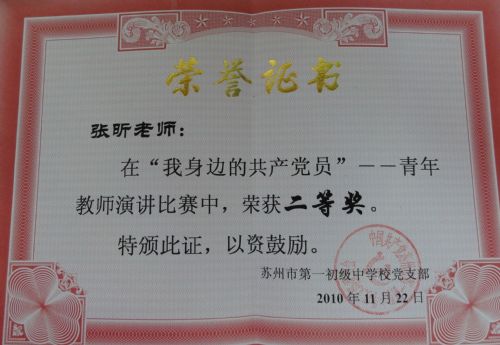 荣誉证书
张昕老师：
在“我身边的共产党员”——青年
教师演讲比赛中，荣获二等奖。
特颁此证，以资鼓励。
苏州市第一初级中学校党支部
2010年11月22日